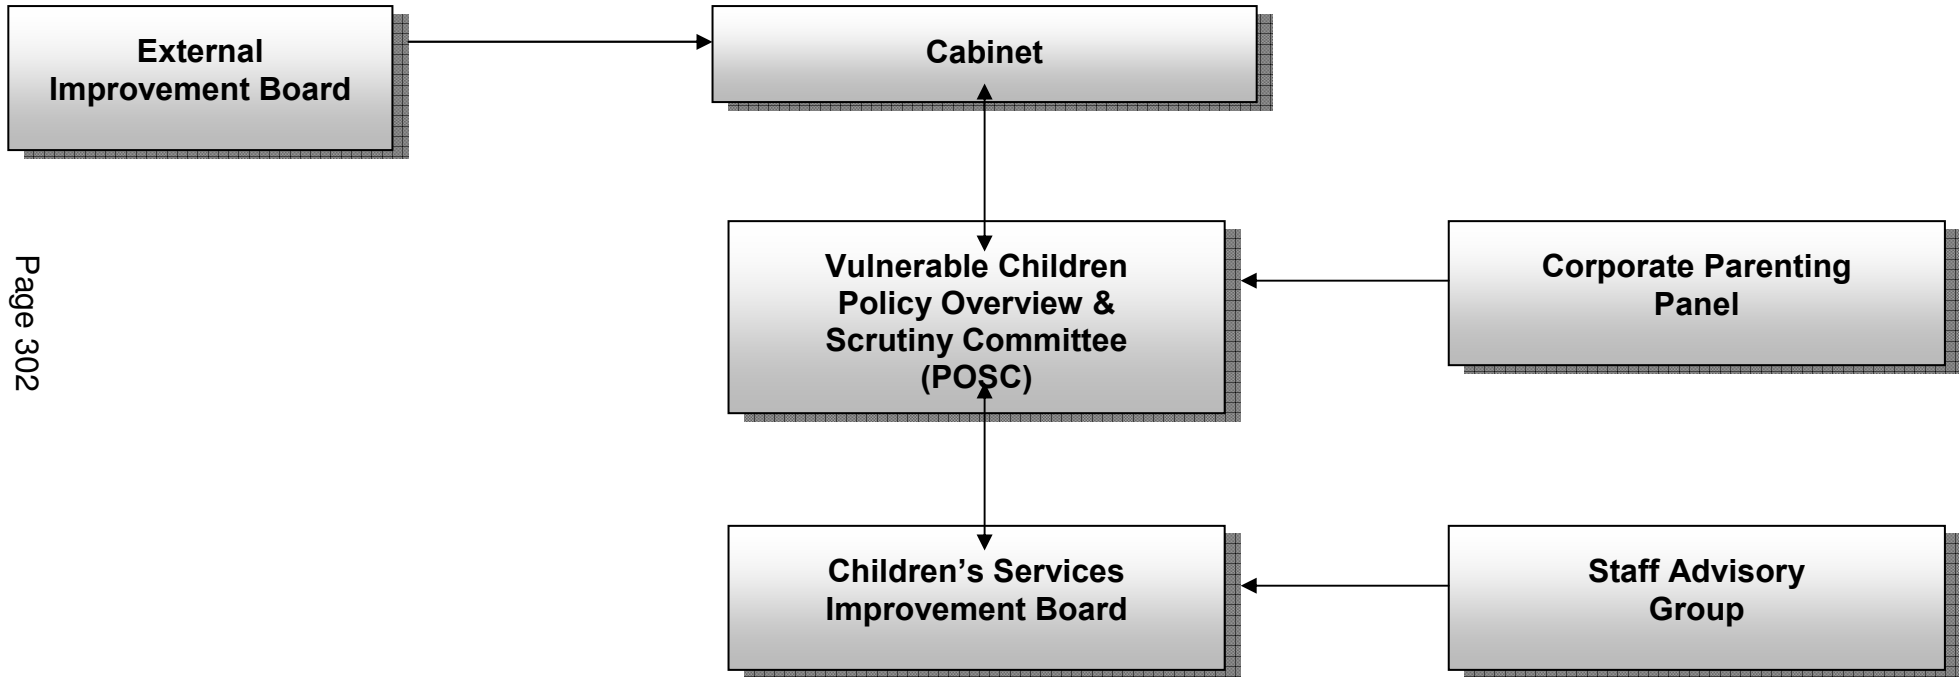 External
Improvement Board
Cabinet
Vulnerable Children
Policy Overview &
Scrutiny Committee
(POSC)
Corporate Parenting
Panel
Page 302
Children’s Services
Improvement Board
Staff Advisory
Group